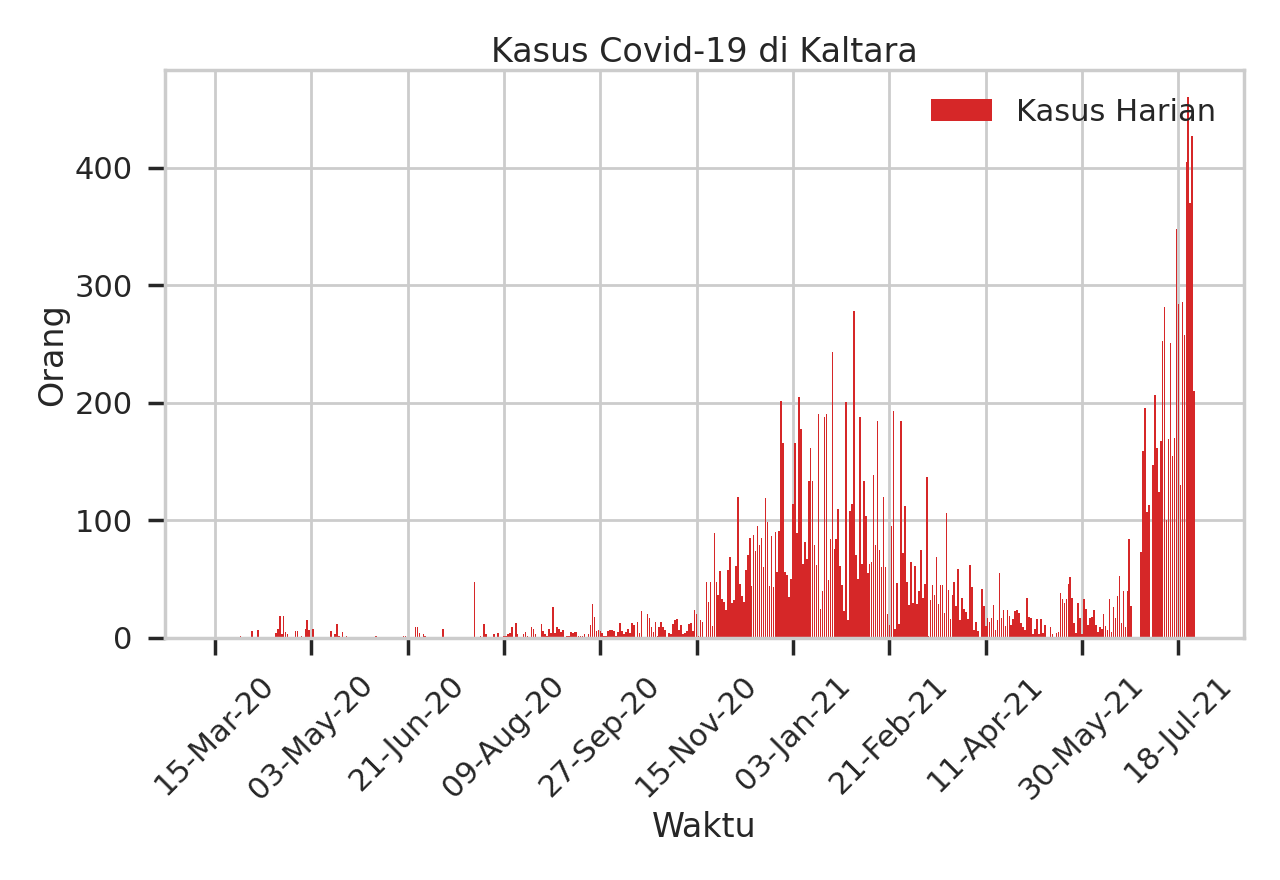 Kasus Covid-19 di Kaltara
Kasus Harian
Orang
400
300
200
100
0
15-Mar-20
03-May-20
21-Jun-20
09-Aug-20
27-Sep-20
15-Nov-20
03-Jan-21
21-Feb-21
11-Apr-21
30-May-21
18-Jul-21
Waktu